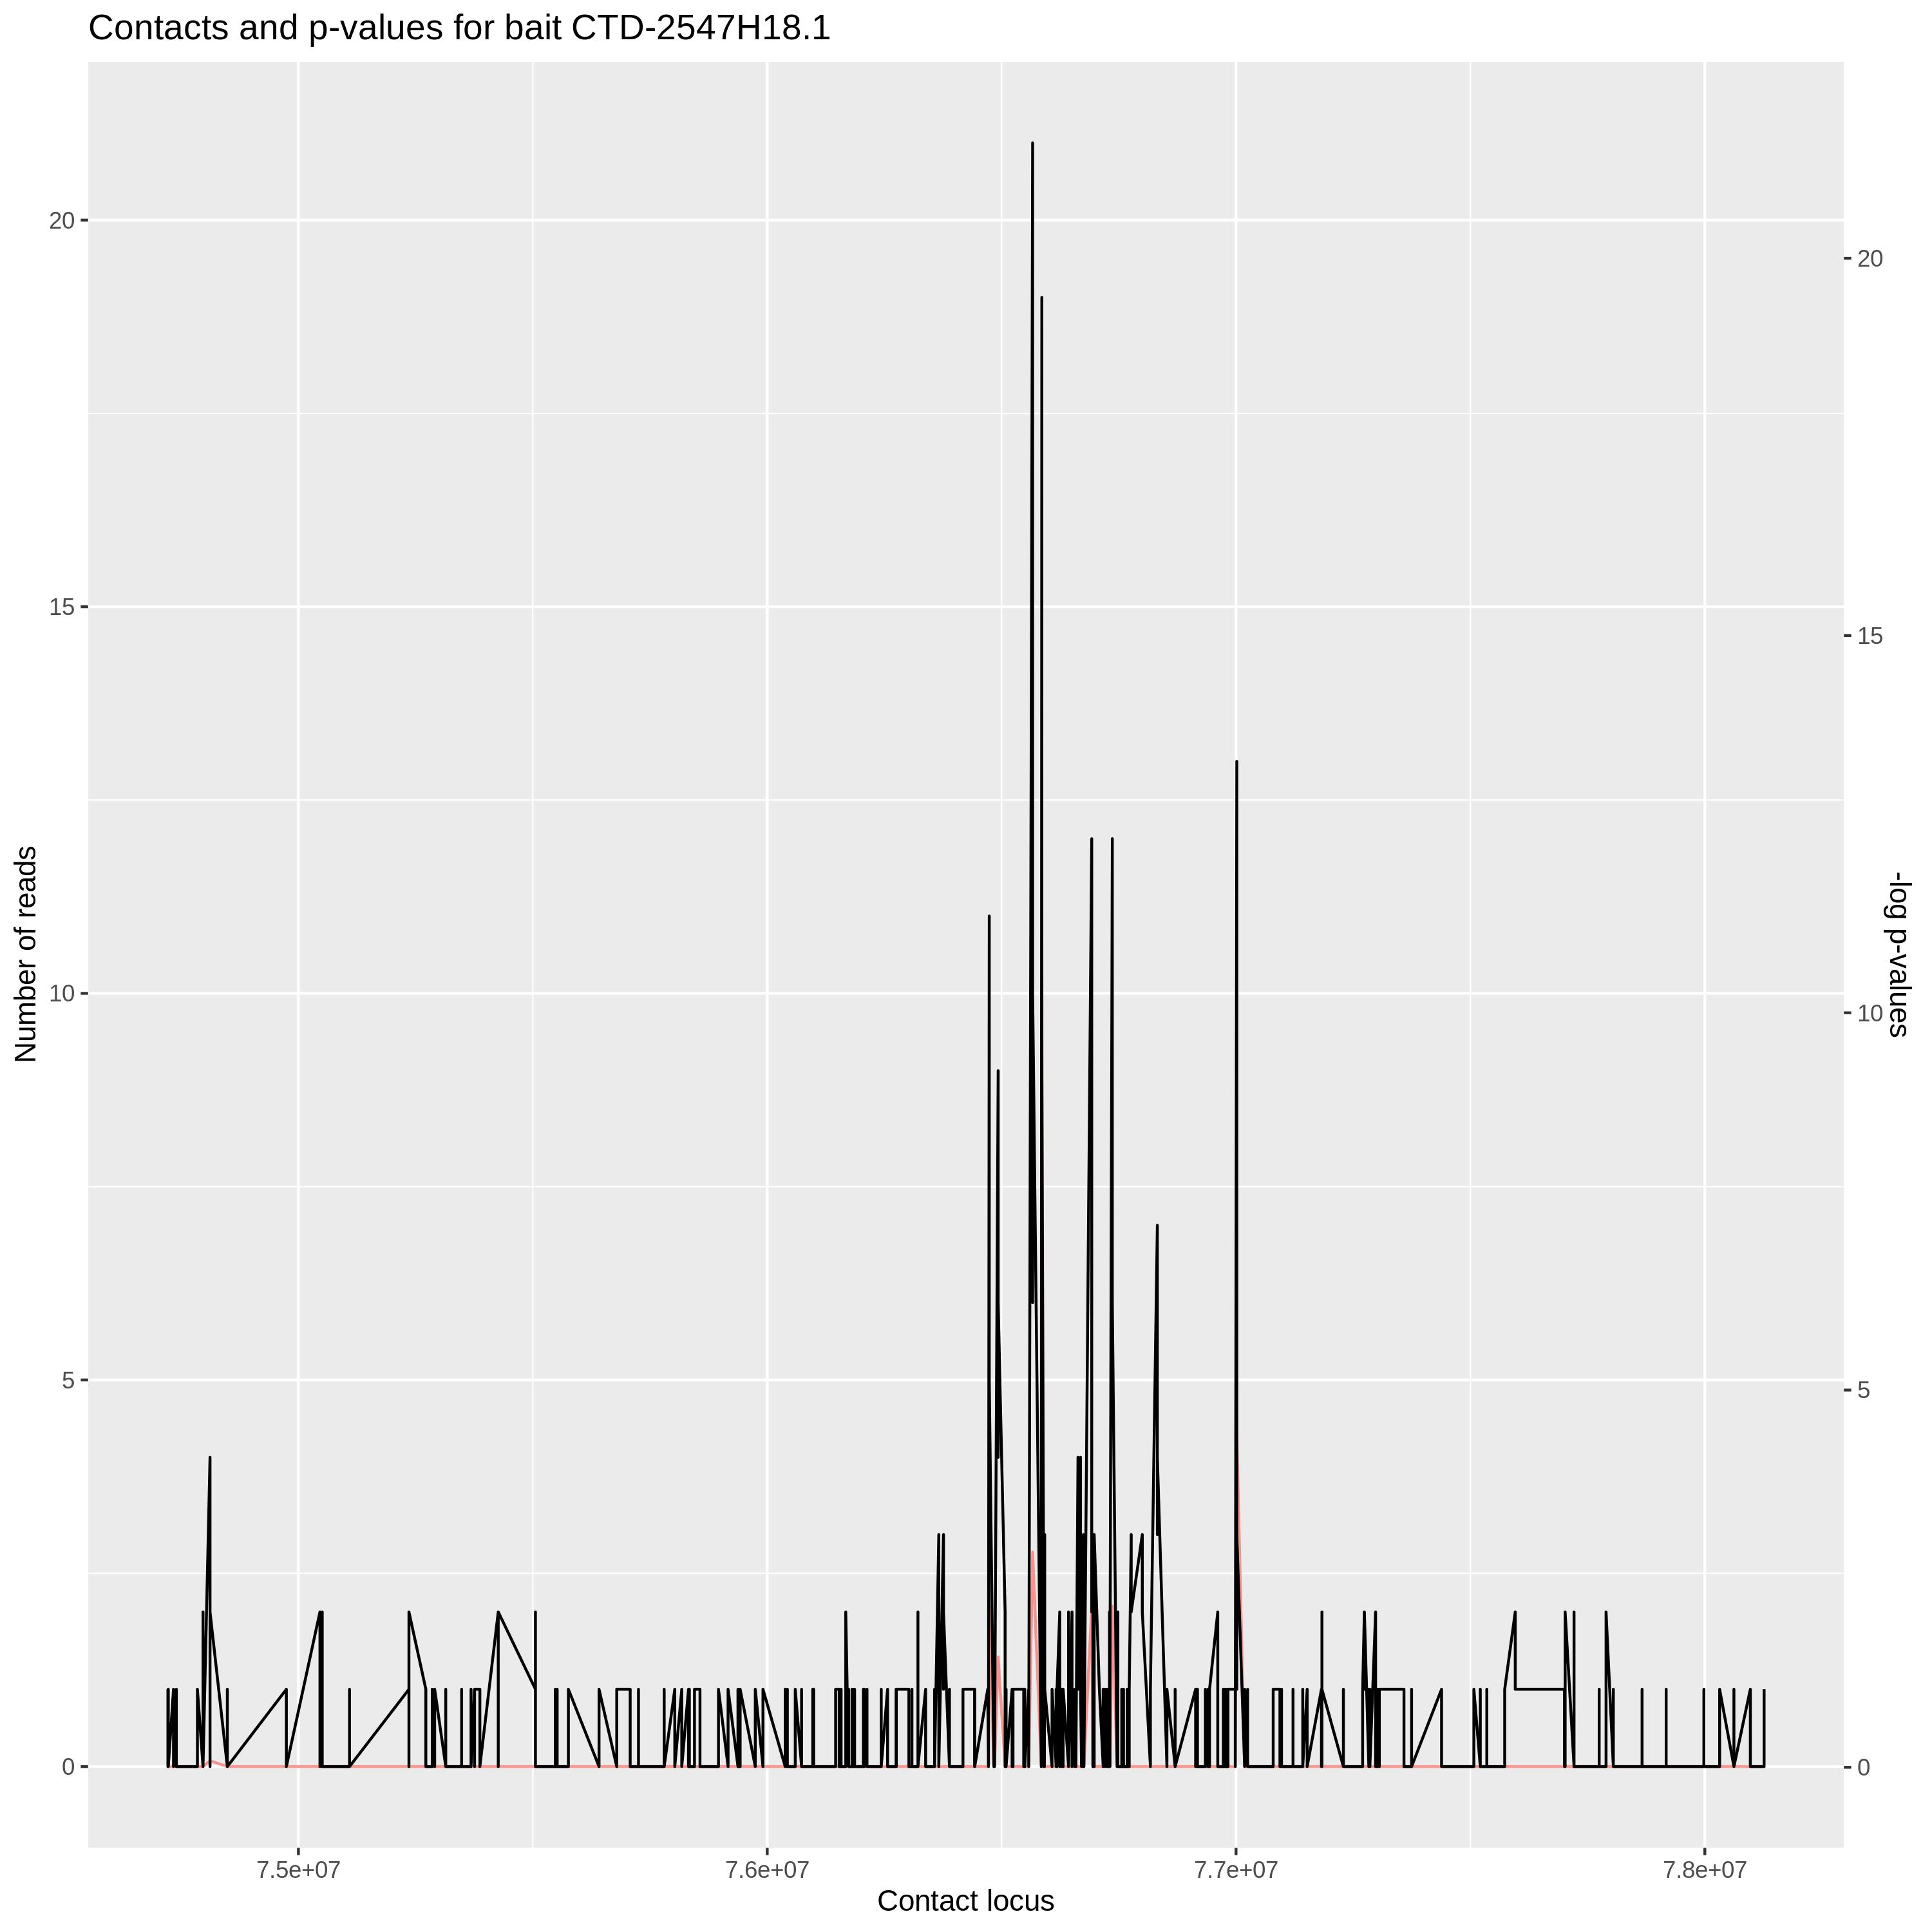 Contacts and p-values for bait CTD-2547H18.1
20
15
10
5
0
Number of reads
20
15
10
5
0
-log p-values
7.5e+07 7.6e+07 7.7e+07 7.8e+07
Contact locus